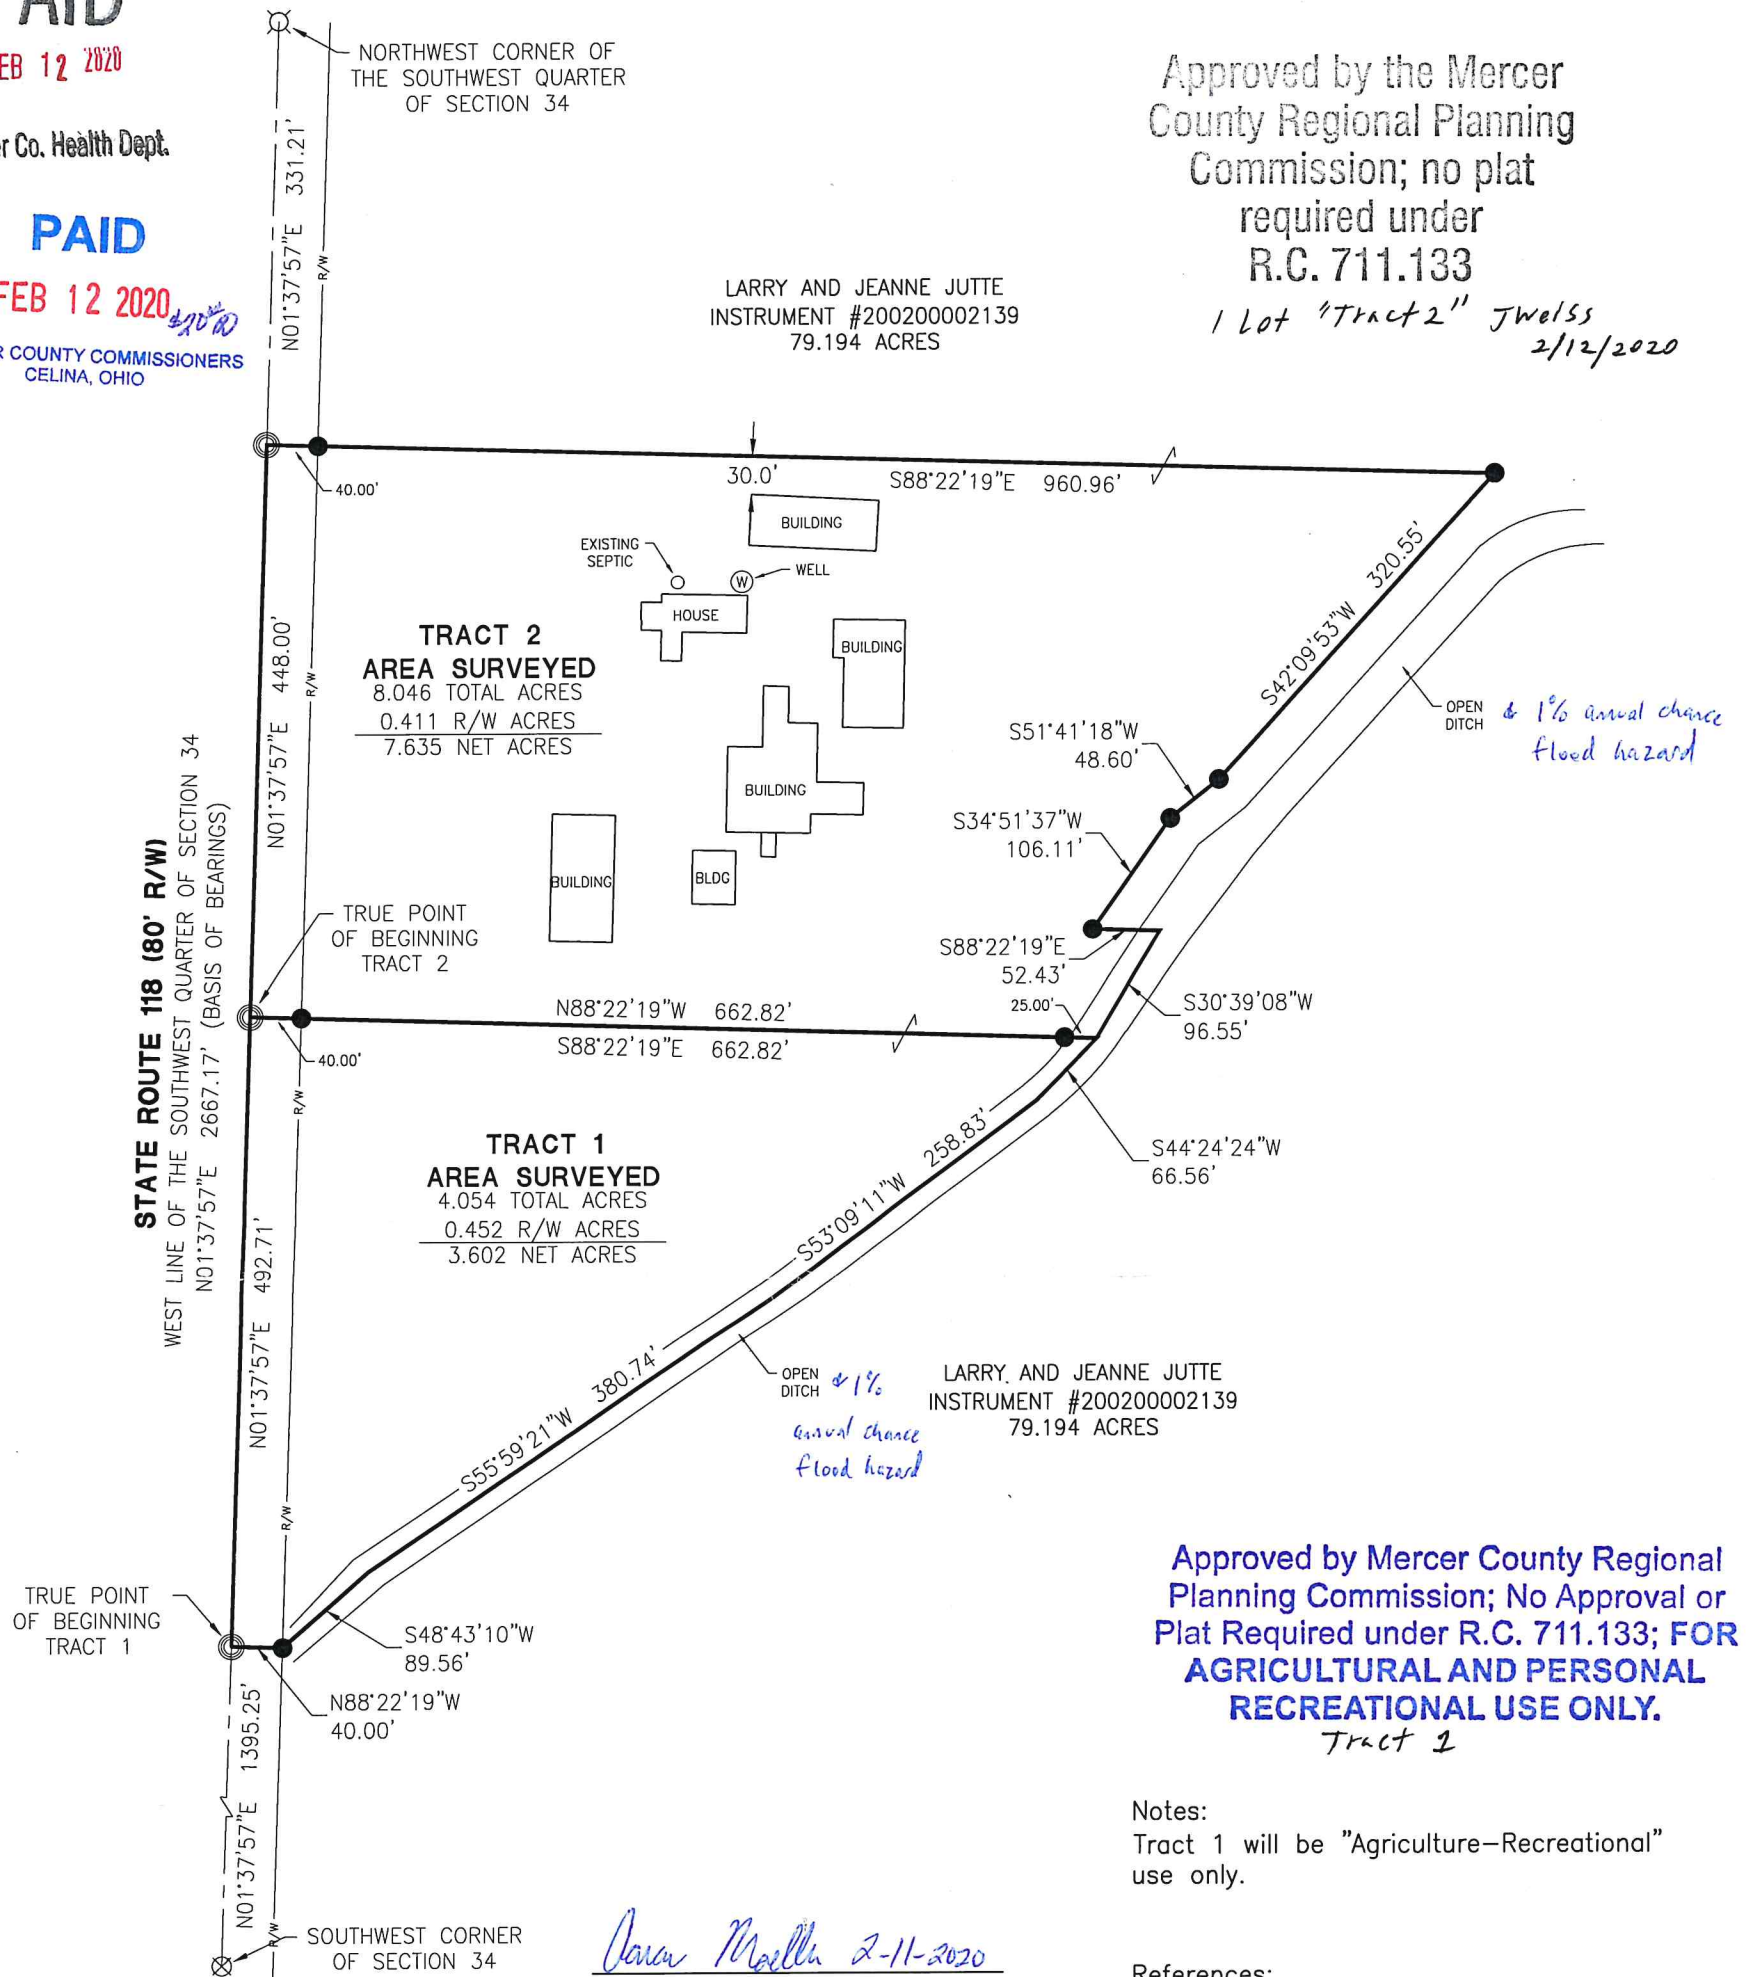 AID
EB 12 2020
r Co. Health Dept.
PAID
FEB 12 2020
R COUNTY COMMISSIONERS
CELINA, OHIO
NORTHWEST CORNER OF
THE SOUTHWEST QUARTER
OF SECTION 34
N01°37'57"E 331.21'
R/W
Approved by the Mercer
County Regional Planning
Commission; no plat
required under
R.C. 711.133
1 Lot "Tract 2" JWeiss
2/12/2020
LARRY AND JEANNE JUTTE
INSTRUMENT #200200002139
79.194 ACRES
40.00'
30.0'
S88°22'19"E 960.96'
BUILDING
EXISTING
SEPTIC
W
WELL
HOUSE
BUILDING
TRACT 2
AREA SURVEYED
8.046 TOTAL ACRES
0.411 R/W ACRES
7.635 NET ACRES
N01°37'57"E 448.00'
R/W
S42°09'53"W 320.55'
OPEN
DITCH
& 1% annual chance
flood hazard
S51°41'18"W
48.60'
S34°51'37"W
106.11'
BUILDING
BUILDING
BLDG
STATE ROUTE 118 (80' R/W)
WEST LINE OF THE SOUTHWEST QUARTER OF SECTION 34
N01°37'57"E 2667.17' (BASIS OF BEARINGS)
TRUE POINT
OF BEGINNING
TRACT 2
S88°22'19"E
52.43'
25.00'
S30°39'08"W
96.55'
N88°22'19"W 662.82'
S88°22'19"E 662.82'
40.00'
R/W
TRACT 1
AREA SURVEYED
4.054 TOTAL ACRES
0.452 R/W ACRES
3.602 NET ACRES
S44°24'24"W
66.56'
S53°09'11"W 258.83'
N01°37'57"E 492.71'
S55°59'21"W 380.74'
OPEN
DITCH
& 1%
annual chance
flood hazard
LARRY AND JEANNE JUTTE
INSTRUMENT #200200002139
79.194 ACRES
R/W
TRUE POINT
OF BEGINNING
TRACT 1
S48°43'10"W
89.56'
N88°22'19"W
40.00'
Approved by Mercer County Regional
Planning Commission; No Approval or
Plat Required under R.C. 711.133; FOR
AGRICULTURAL AND PERSONAL
RECREATIONAL USE ONLY.
Tract 1
N01°37'57"E 1395.25'
R/W
Notes:
Tract 1 will be "Agriculture-Recreational"
use only.
SOUTHWEST CORNER
OF SECTION 34
2-11-2020
References: